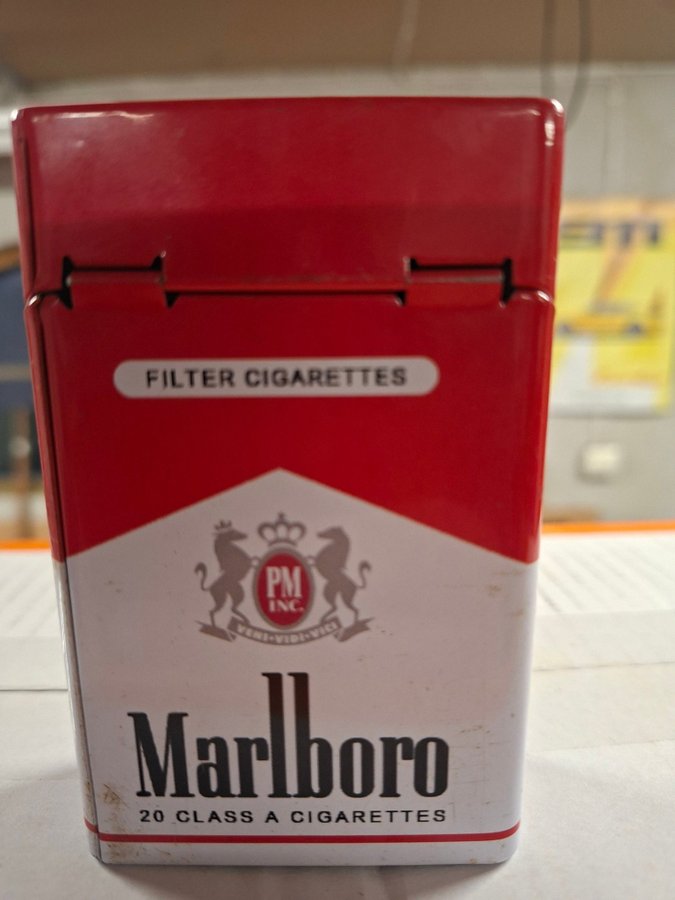 FILTER CIGARETTES
PM
INC.
VENI·VIDI·VICI
Marlboro
20 CLASS A CIGARETTES